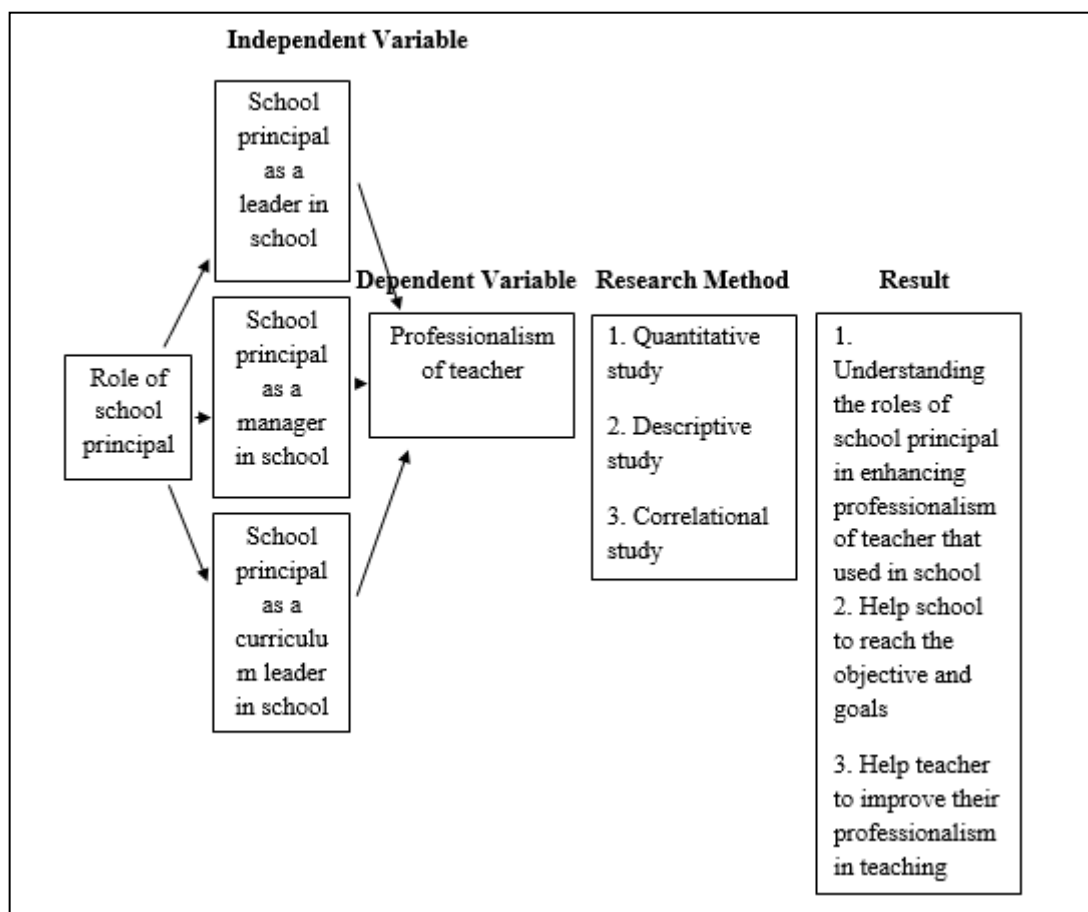 Independent Variable
School
principal
as a
leader in
school
Dependent Variable
Research Method
Result
Role of
school
principal
School
principal
as a
manager
in school
Professionalism
of teacher
1. Quantitative
study
2. Descriptive
study
3. Correlational
study
1.
Understanding
the roles of
school principal
in enhancing
professionalism
of teacher that
used in school
2. Help school
to reach the
objective and
goals
3. Help teacher
to improve their
professionalism
in teaching
School
principal
as a
curriculu
m leader
in school